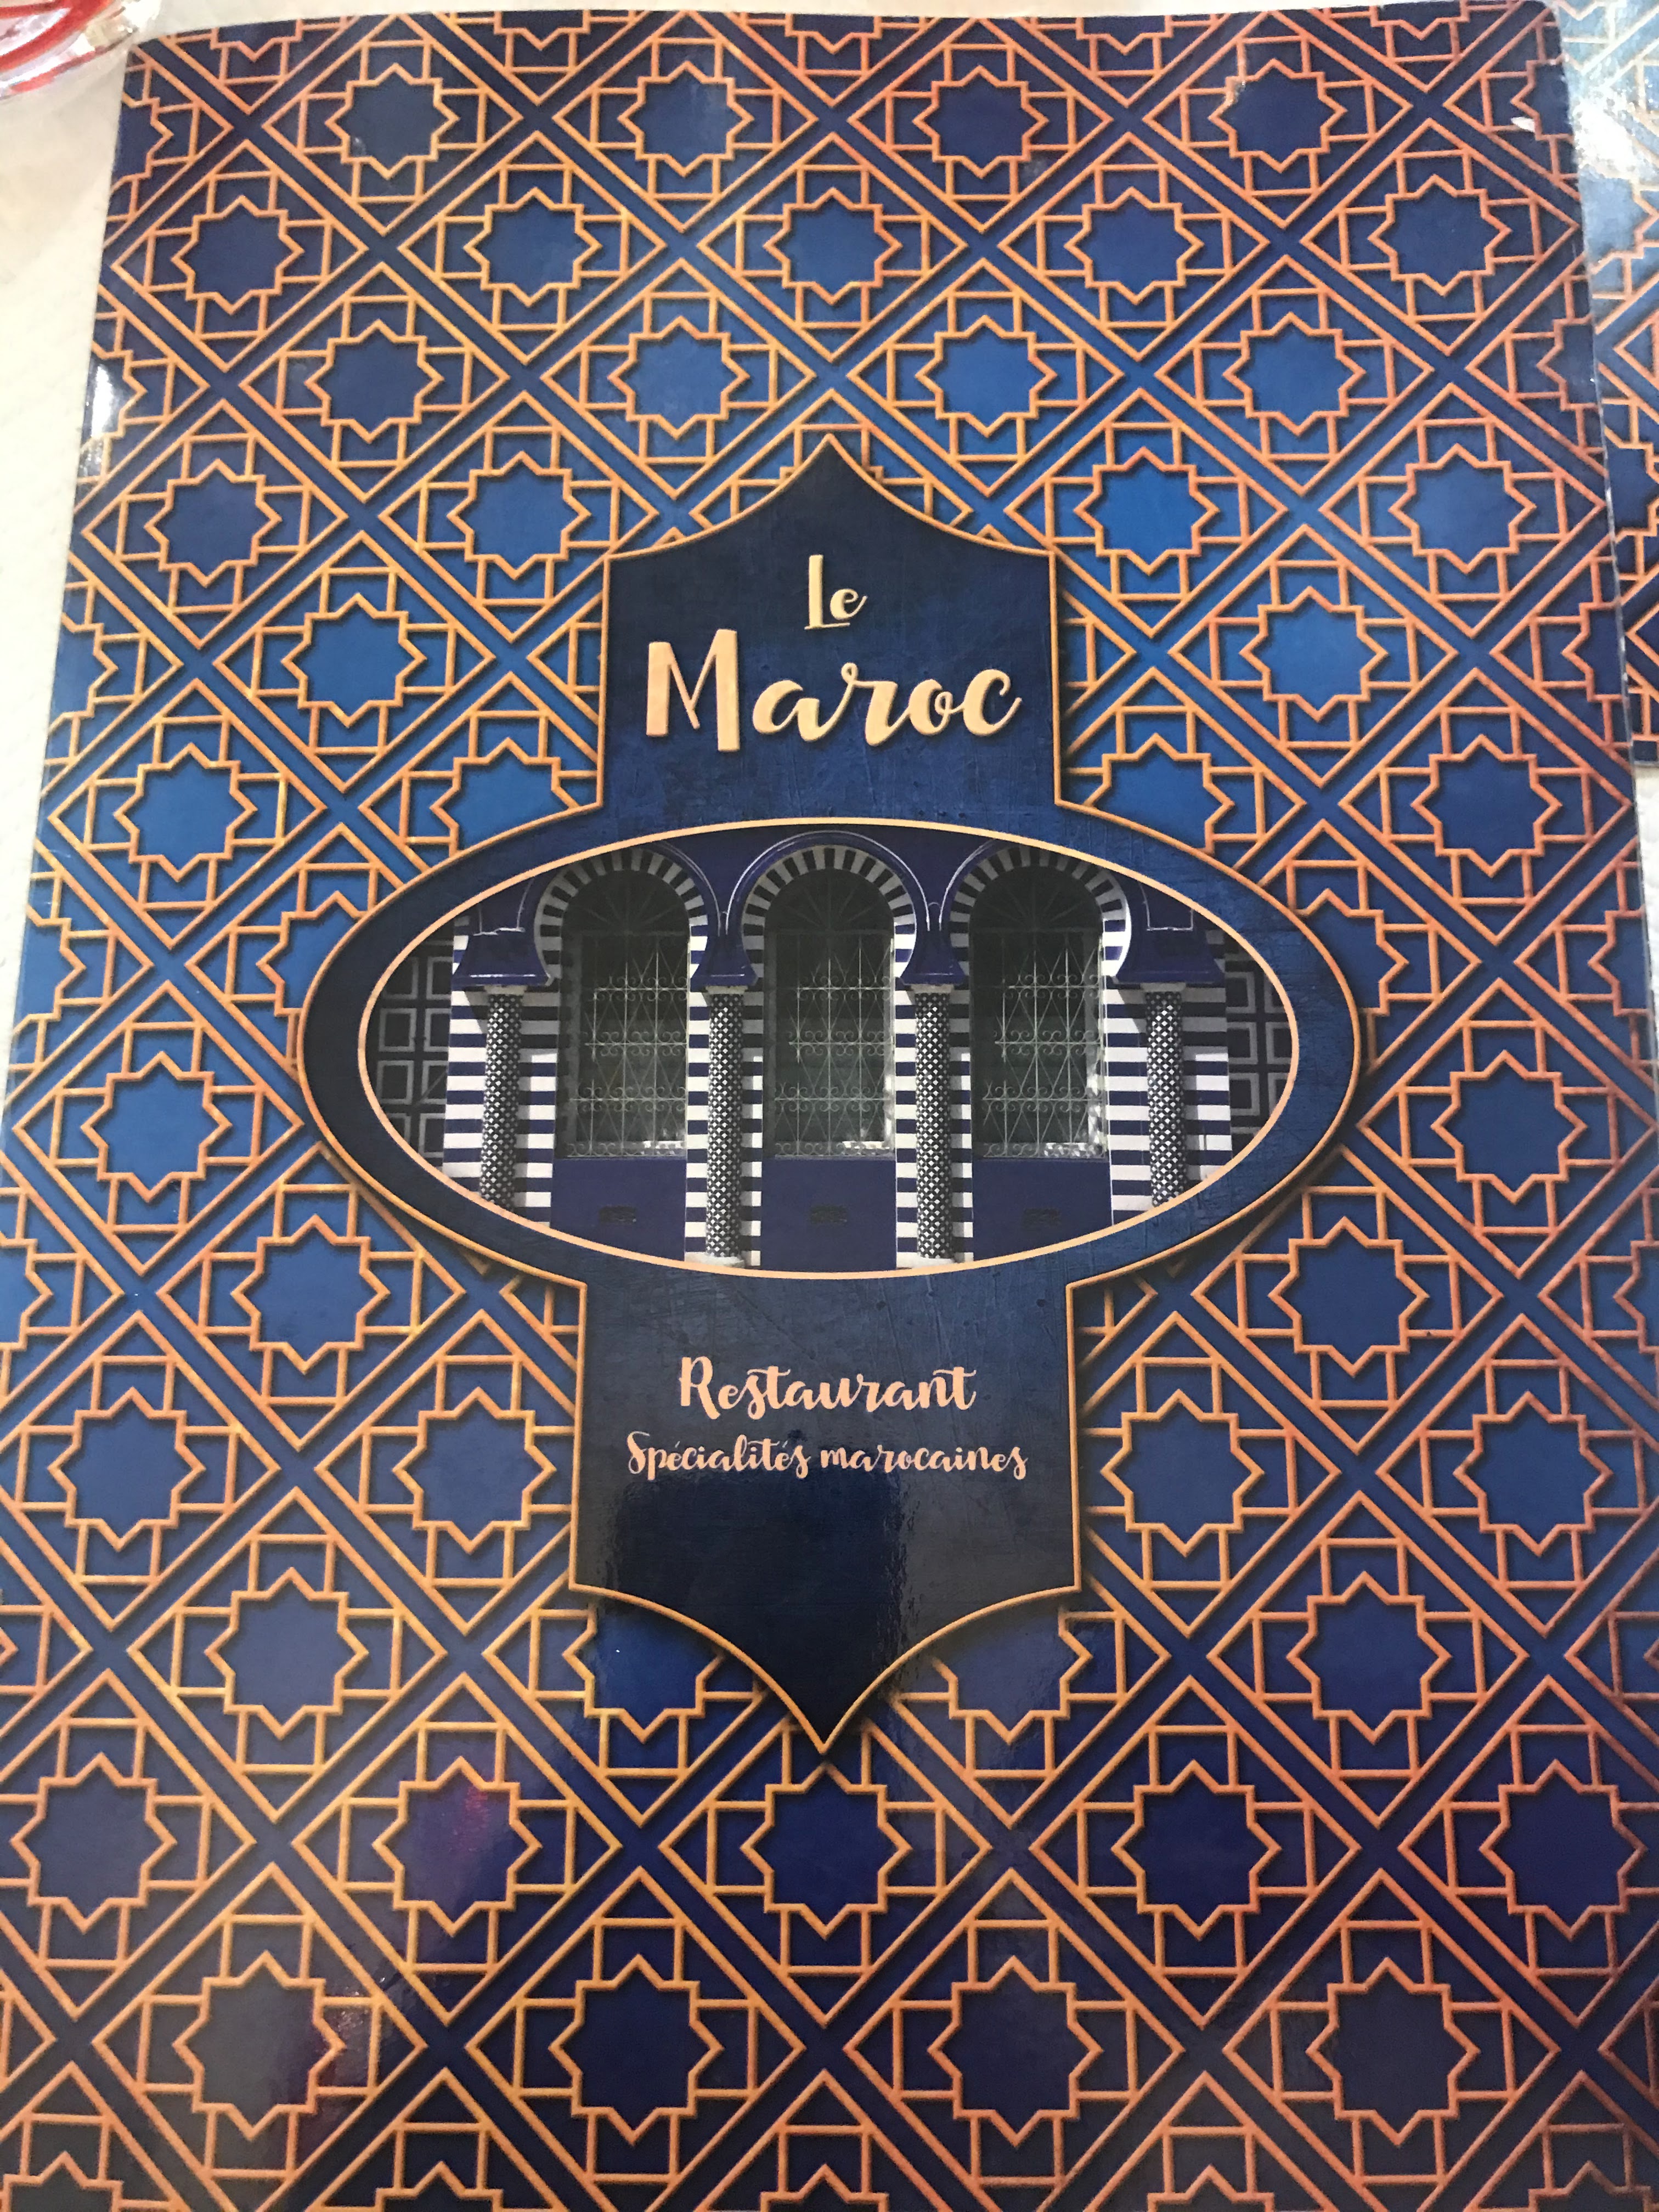 Le
Maroc
Restaurant
Spécialités marocaines